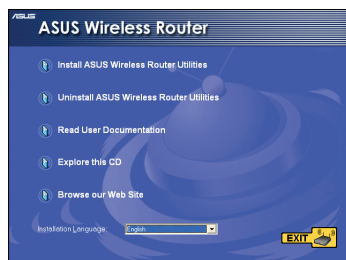 ASUS
ASUS Wireless Router
Install ASUS Wireless Router Utilities
Uninstall ASUS Wireless Router Utilities
Read User Documentation
Explore this CD
Browse our Web Site
Installation Language: English
EXIT